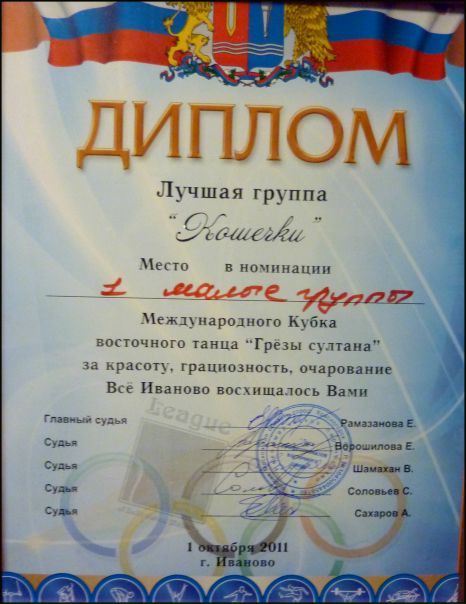 ДИПЛОМ
Лучшая группа
“Кошечки”
Место в номинации
1 малые группы
Международного Кубка
восточного танца “Грёзы султана”
за красоту, грациозность, очарование
Всё Иваново восхищалось Вами
League
Главный судья Рамазанова Е.
Судья Ворошилова Е.
Судья Шамахан В.
Судья Соловьев С.
Судья Сахаров А.
1 октября 2011
г. Иваново